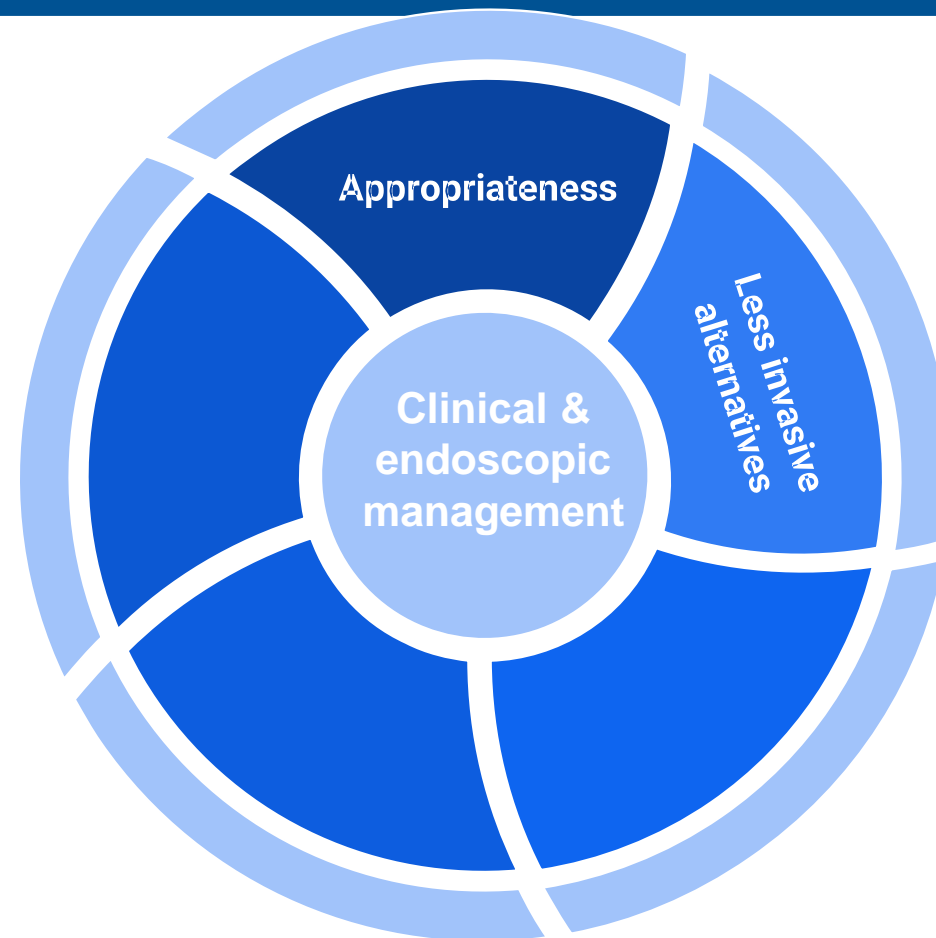 Appropriateness
Less invasive
alternatives
Clinical &
endoscopic
management